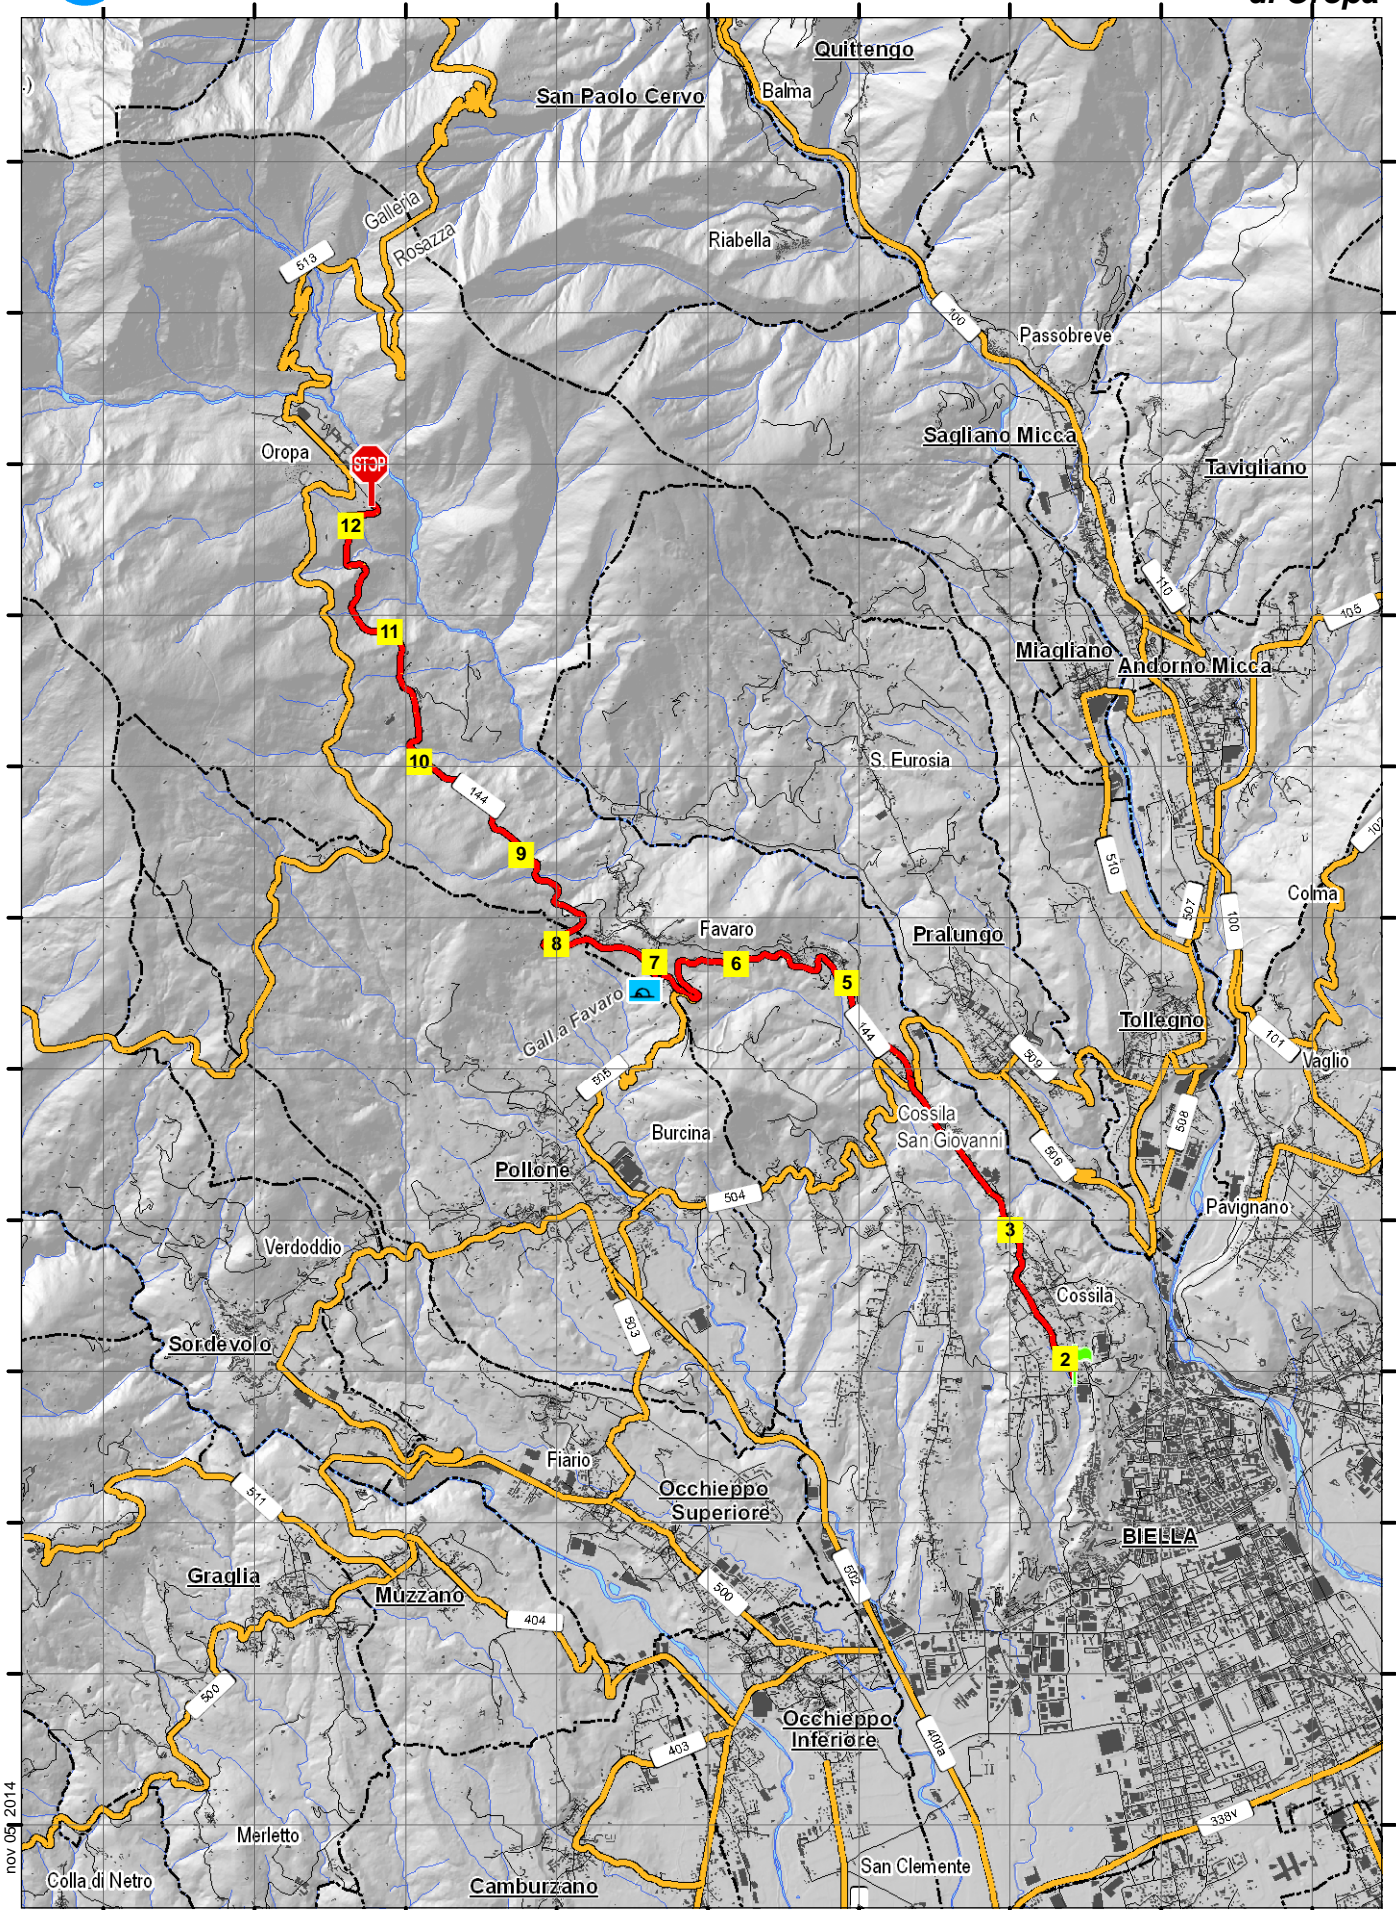 Quittengo
Balma
San Paolo Cervo
Galleria
Rosazza
Riabella
513
100
Passobreve
Sagliano Micca
Oropa
STOP
Tavigliano
12
110
105
11
Miagliano
Andorno Micca
10
S. Eurosia
144
9
510
507
100
Colma
Favaro
Pralungo
8
7
6
5
Gall.a Favaro
144
Tollegno
101
509
Vaglio
505
Cossila
San Giovanni
508
Burcina
506
Pollone
504
Pavignano
3
Verdoddio
Cossila
503
Sordevolo
2
Fiario
Occhieppo
Superiore
511
BIELLA
Graglia
Muzzano
502
500
404
500
Occhieppo
Inferiore
403
400a
338v
nov 05 2014
Merletto
San Clemente
Colla di Netro
Camburzano